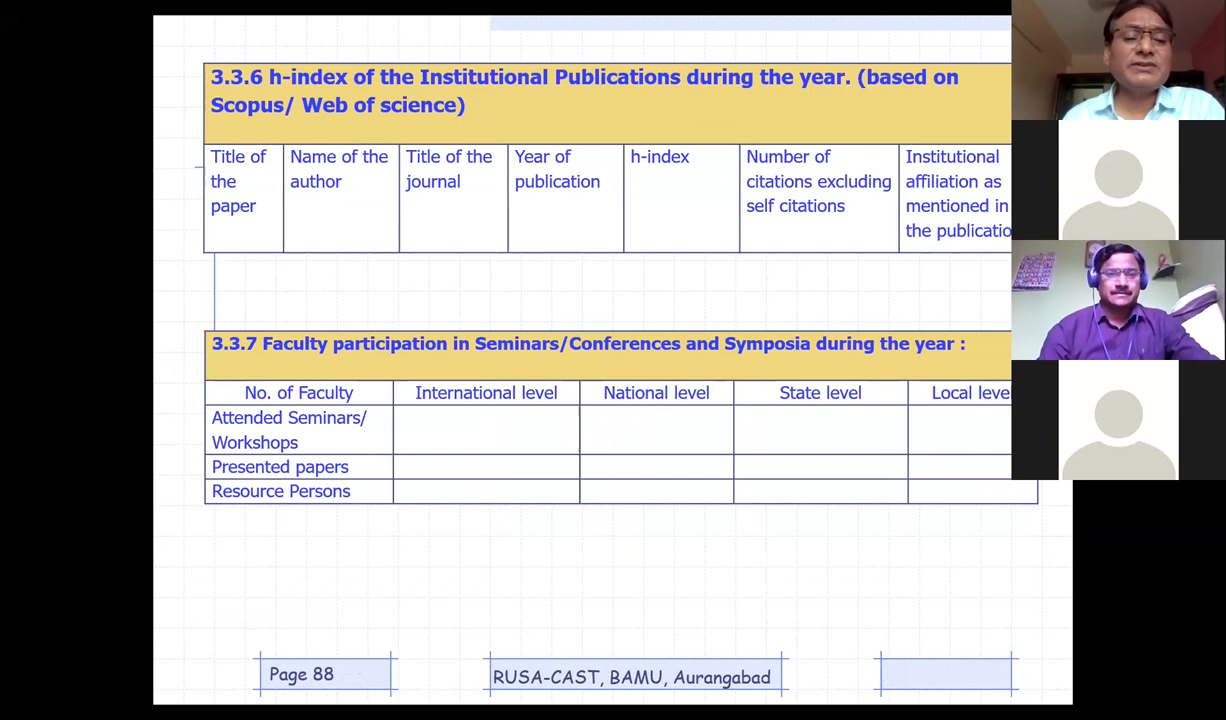 3.3.6 h-index of the Institutional Publications during the year. (based on
Scopus/ Web of science)
Title of
the
paper
Name of the
author
Title of the
journal
Year of
publication
h-index
Number of
citations excluding
self citations
Institutional
affiliation as
mentioned in
the publicatio
3.3.7 Faculty participation in Seminars/Conferences and Symposia during the year :
No. of Faculty
International level
National level
State level
Local leve
Attended Seminars/
Workshops
Presented papers
Resource Persons
Page 88
RUSA-CAST, BAMU, Aurangabad